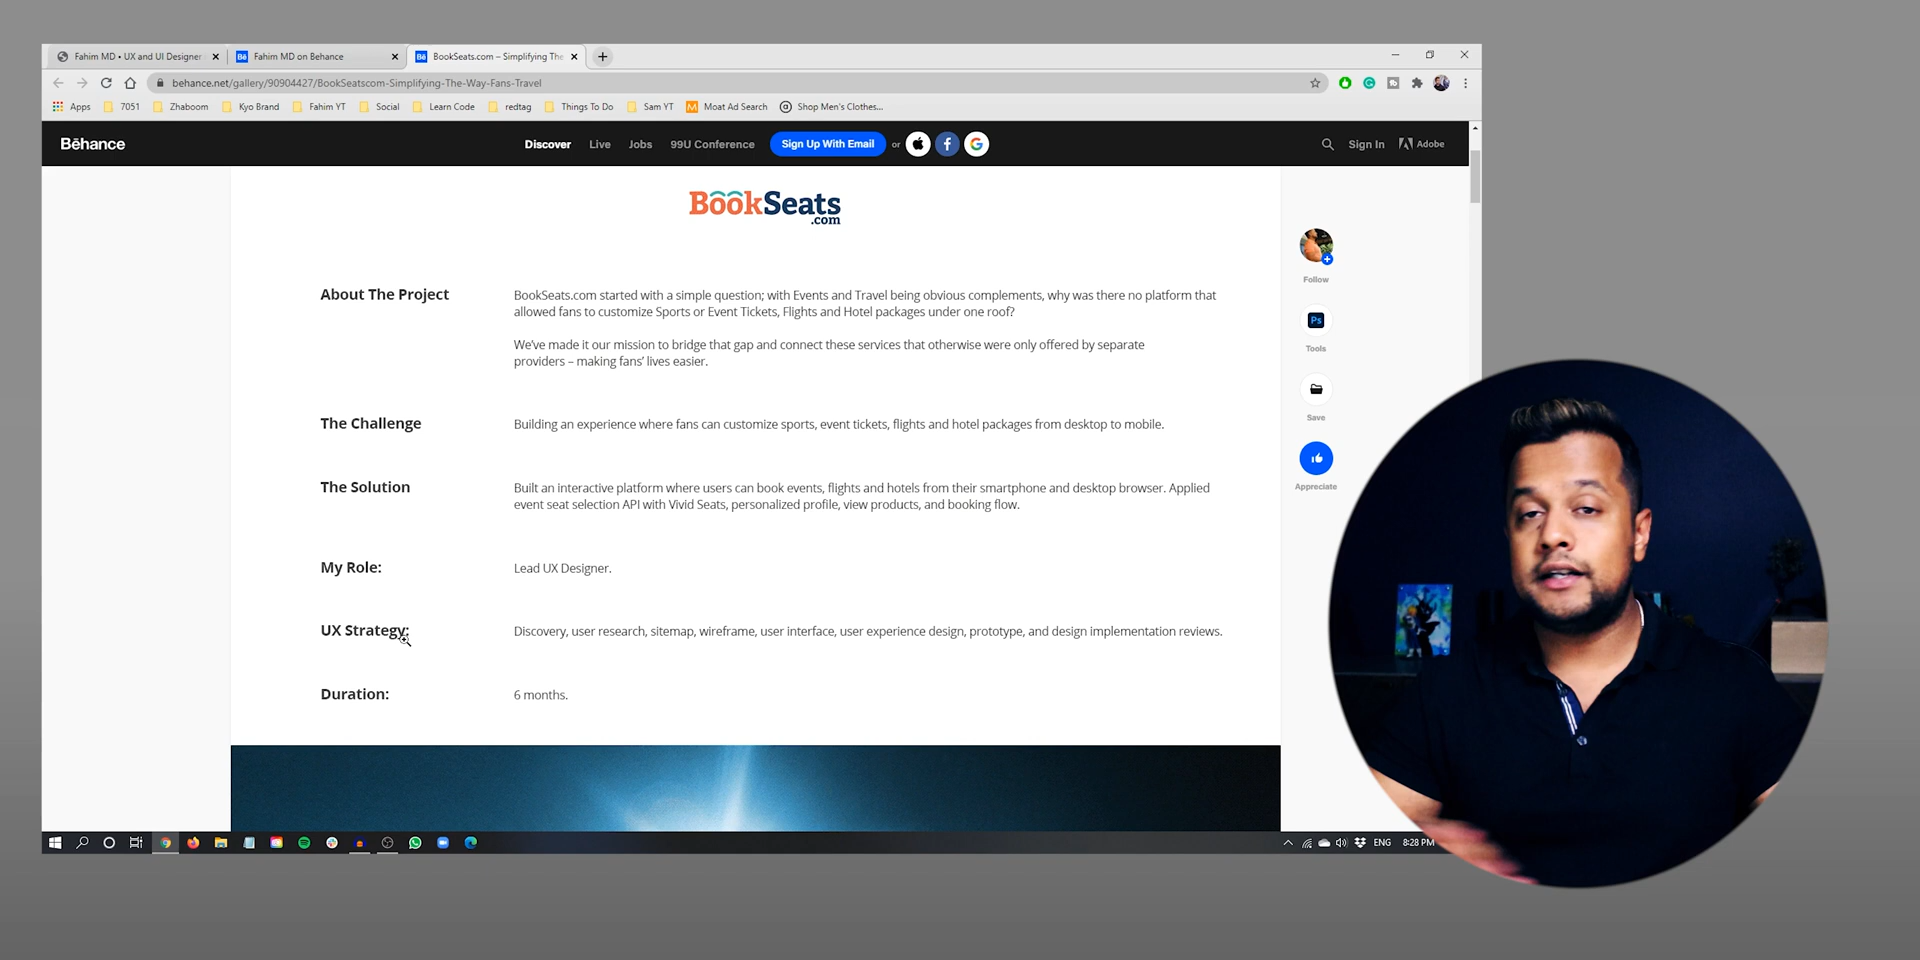 Fahim MD • UX and UI Designer
Fahim MD on Behance
BookSeats.com – Simplifying The
behance.net/gallery/90904427/BookSeatscom-Simplifying-The-Way-Fans-Travel
Apps
7051
Zhaboom
Kyo Brand
Fahim YT
Social
Learn Code
redtag
Things To Do
Sam YT
Moat Ad Search
Shop Men's Clothes...
Bēhance
Discover
Live
Jobs
99U Conference
Sign Up With Email
or
Sign In
Adobe
BookSeats
.com
About The Project
BookSeats.com started with a simple question; with Events and Travel being obvious complements, why was there no platform that
allowed fans to customize Sports or Event Tickets, Flights and Hotel packages under one roof?
We've made it our mission to bridge that gap and connect these services that otherwise were only offered by separate
providers – making fans' lives easier.
The Challenge
Building an experience where fans can customize sports, event tickets, flights and hotel packages from desktop to mobile.
The Solution
Built an interactive platform where users can book events, flights and hotels from their smartphone and desktop browser. Applied
event seat selection API with Vivid Seats, personalized profile, view products, and booking flow.
My Role:
Lead UX Designer.
UX Strategy:
Discovery, user research, sitemap, wireframe, user interface, user experience design, prototype, and design implementation reviews.
Duration:
6 months.
Follow
Ps
Tools
Save
Appreciate
ENG
8:28 PM